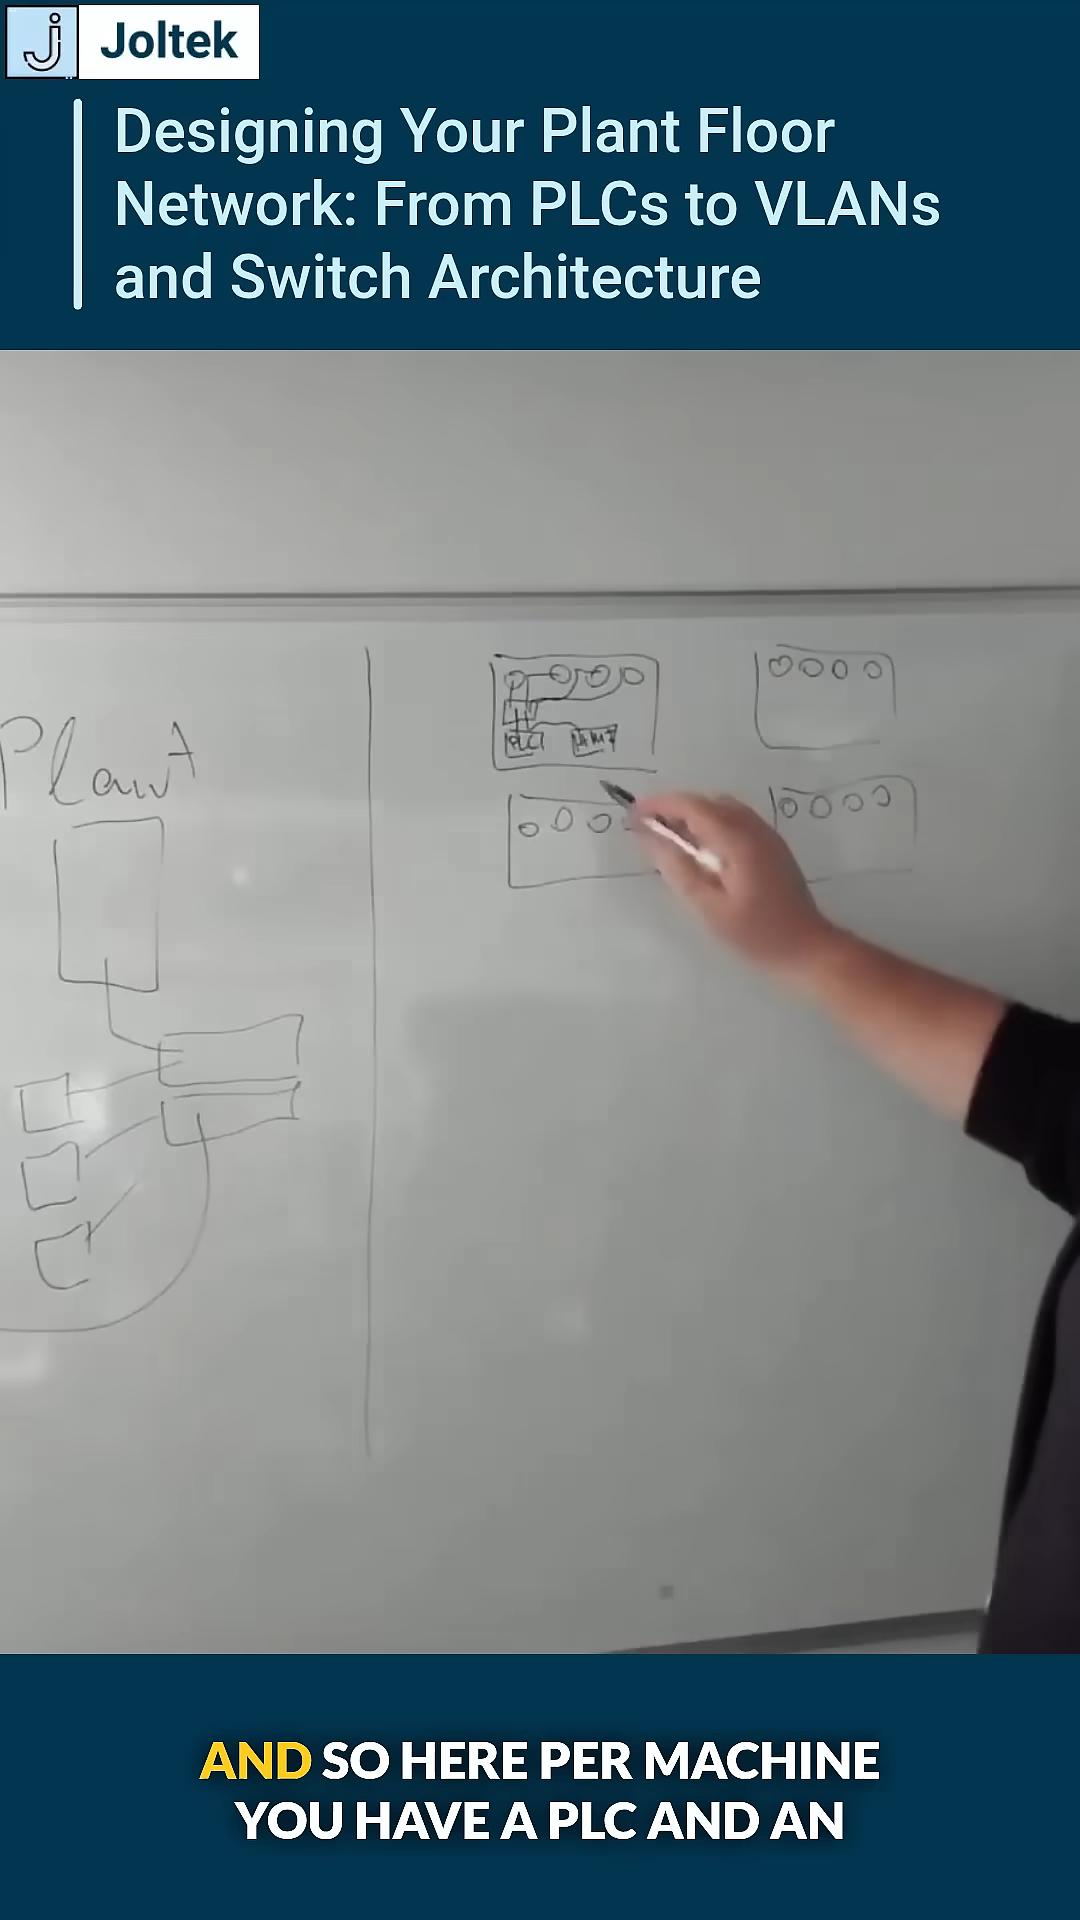 Joltek
Designing Your Plant Floor
Network: From PLCs to VLANs
and Switch Architecture
Plant
PLC
HMI
AND SO HERE PER MACHINE
YOU HAVE A PLC AND AN